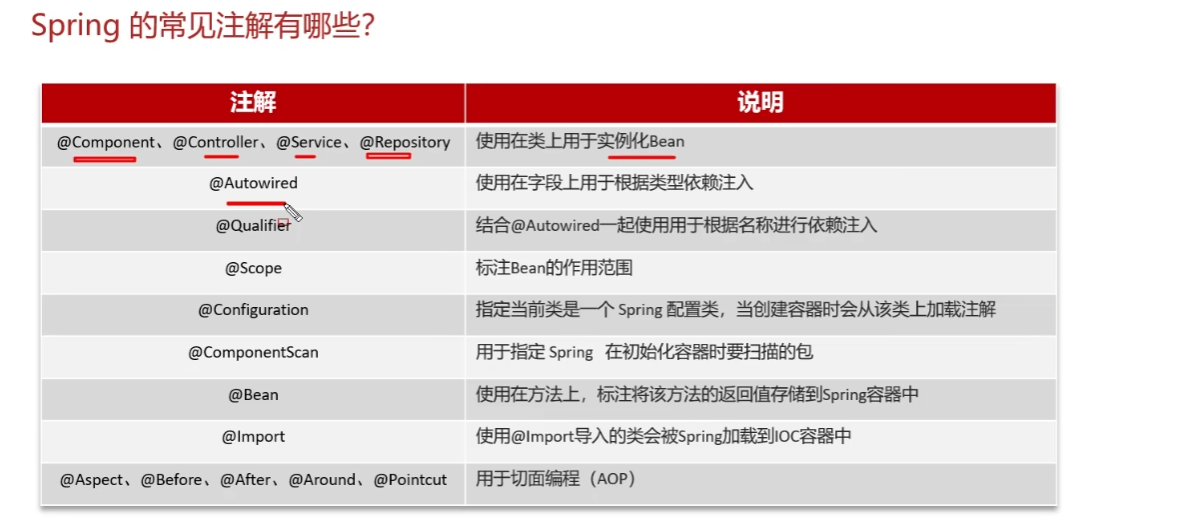 Spring 的常见注解有哪些？
注解 说明
@Component、@Controller、@Service、@Repository 使用在类上用于实例化Bean
@Autowired 使用在字段上用于根据类型依赖注入
@Qualifier 结合@Autowired一起使用用于根据名称进行依赖注入
@Scope 标注Bean的作用范围
@Configuration 指定当前类是一个 Spring 配置类，当创建容器时会从该类上加载注解
@ComponentScan 用于指定 Spring 在初始化容器时要扫描的包
@Bean 使用在方法上，标注将该方法的返回值存储到Spring容器中
@Import 使用@Import导入的类会被Spring加载到IOC容器中
@Aspect、@Before、@After、@Around、@Pointcut 用于切面编程（AOP）